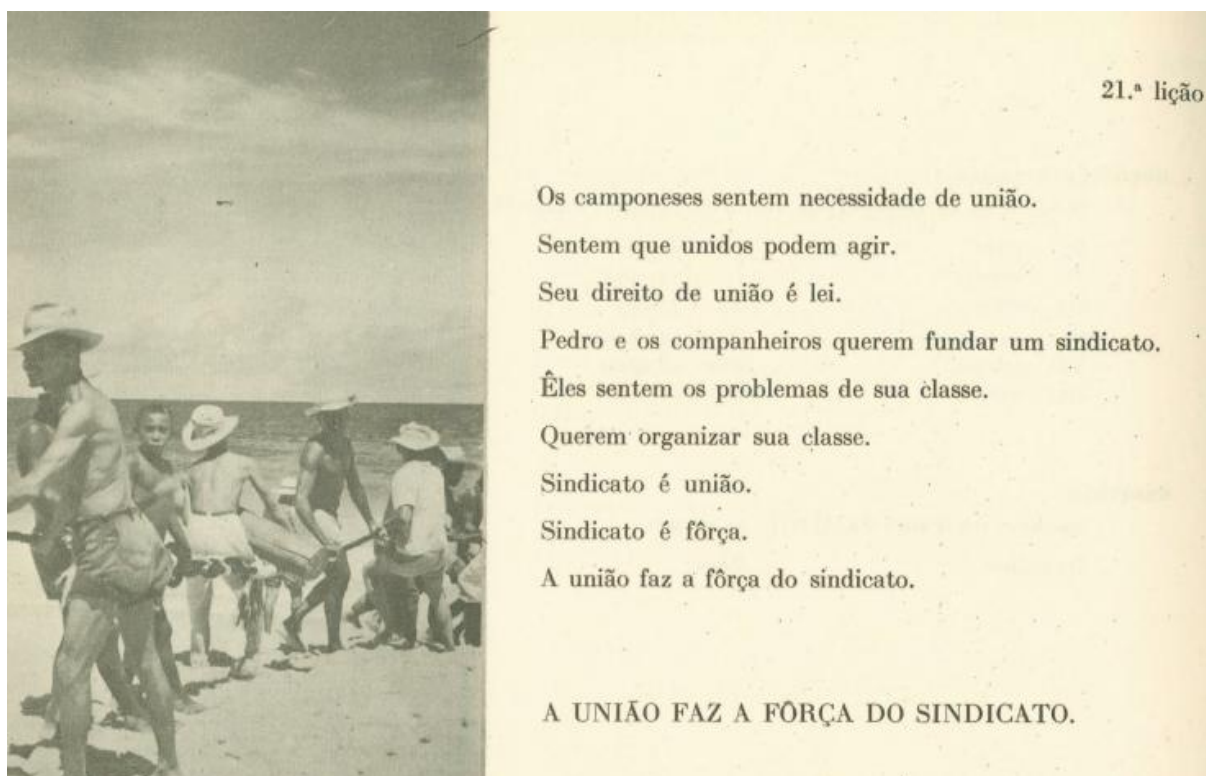 21.ª lição
Os camponeses sentem necessidade de união.
Sentem que unidos podem agir.
Seu direito de união é lei.
Pedro e os companheiros querem fundar um sindicato.
Êles sentem os problemas de sua classe.
Querem organizar sua classe.
Sindicato é união.
Sindicato é fôrça.
A união faz a fôrça do sindicato.
A UNIÃO FAZ A FÔRÇA DO SINDICATO.